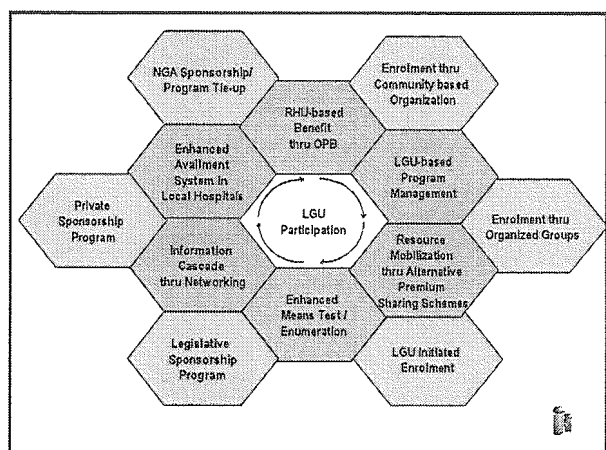 NGA Sponsorship/
Program Tie-up
Enrolment thru
Community based
Organization
RHU-based
Benefit
thru OPB
Enhanced
Availment
System in
Local Hospitals
LGU-based
Program
Management
Private
Sponsorship
Program
LGU
Participation
Enrolment thru
Organized Groups
Information
Cascade
thru Networking
Resource
Mobilization
thru Alternative
Premium
Sharing Schemes
Enhanced
Means Test /
Enumeration
Legislative
Sponsorship
Program
LGU Initiated
Enrolment